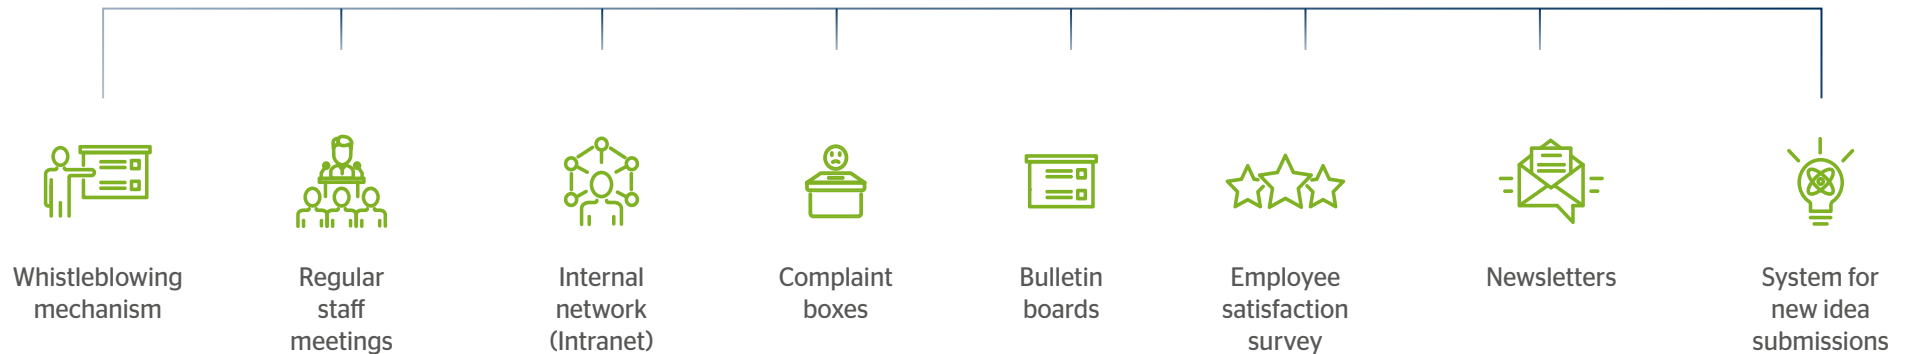 Whistleblowing
mechanism
Regular
staff
meetings
Internal
network
(Intranet)
Complaint
boxes
Bulletin
boards
Employee
satisfaction
survey
Newsletters
System for
new idea
submissions